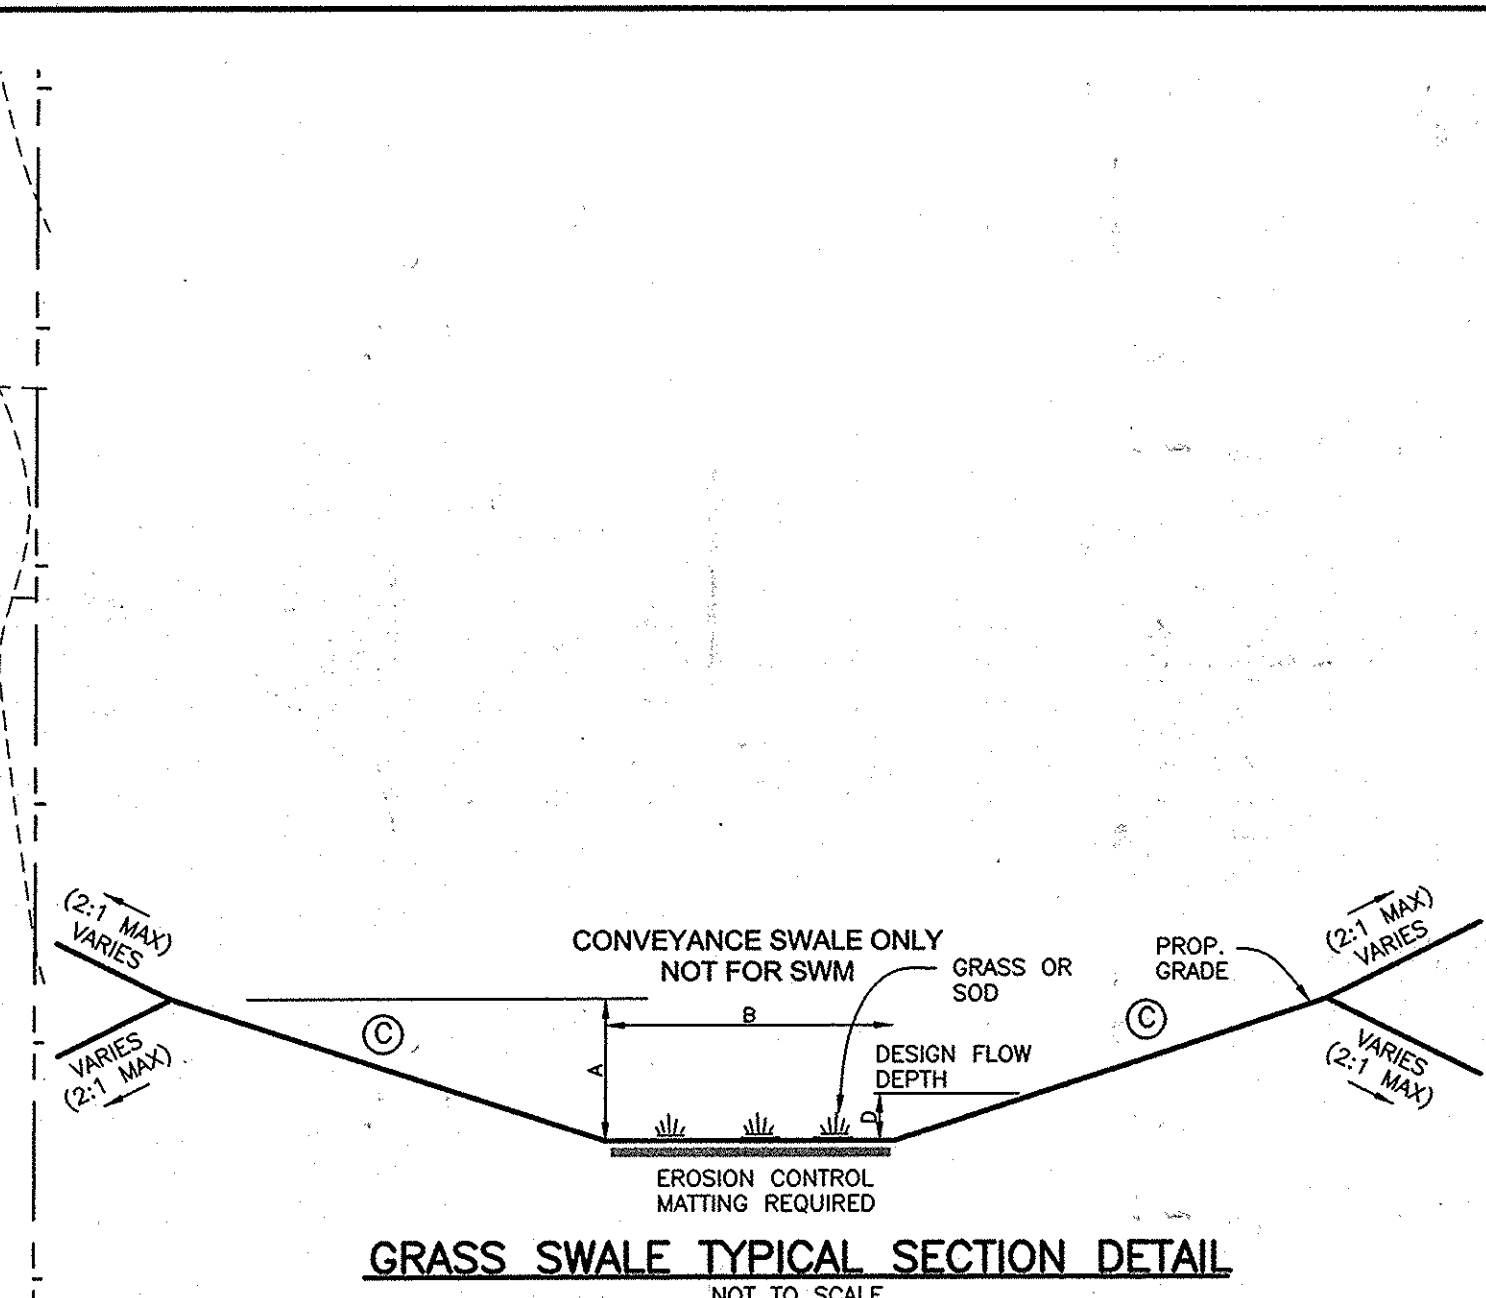 (2:1 MAX)
VARIES
VARIES
(2:1 MAX)
C
CONVEYANCE SWALE ONLY
NOT FOR SWM
GRASS OR
SOD
B
A
DESIGN FLOW
DEPTH
D
EROSION CONTROL
MATTING REQUIRED
PROP.
GRADE
C
(2:1 MAX)
VARIES
VARIES
(2:1 MAX)
GRASS SWALE TYPICAL SECTION DETAIL
NOT TO SCALE